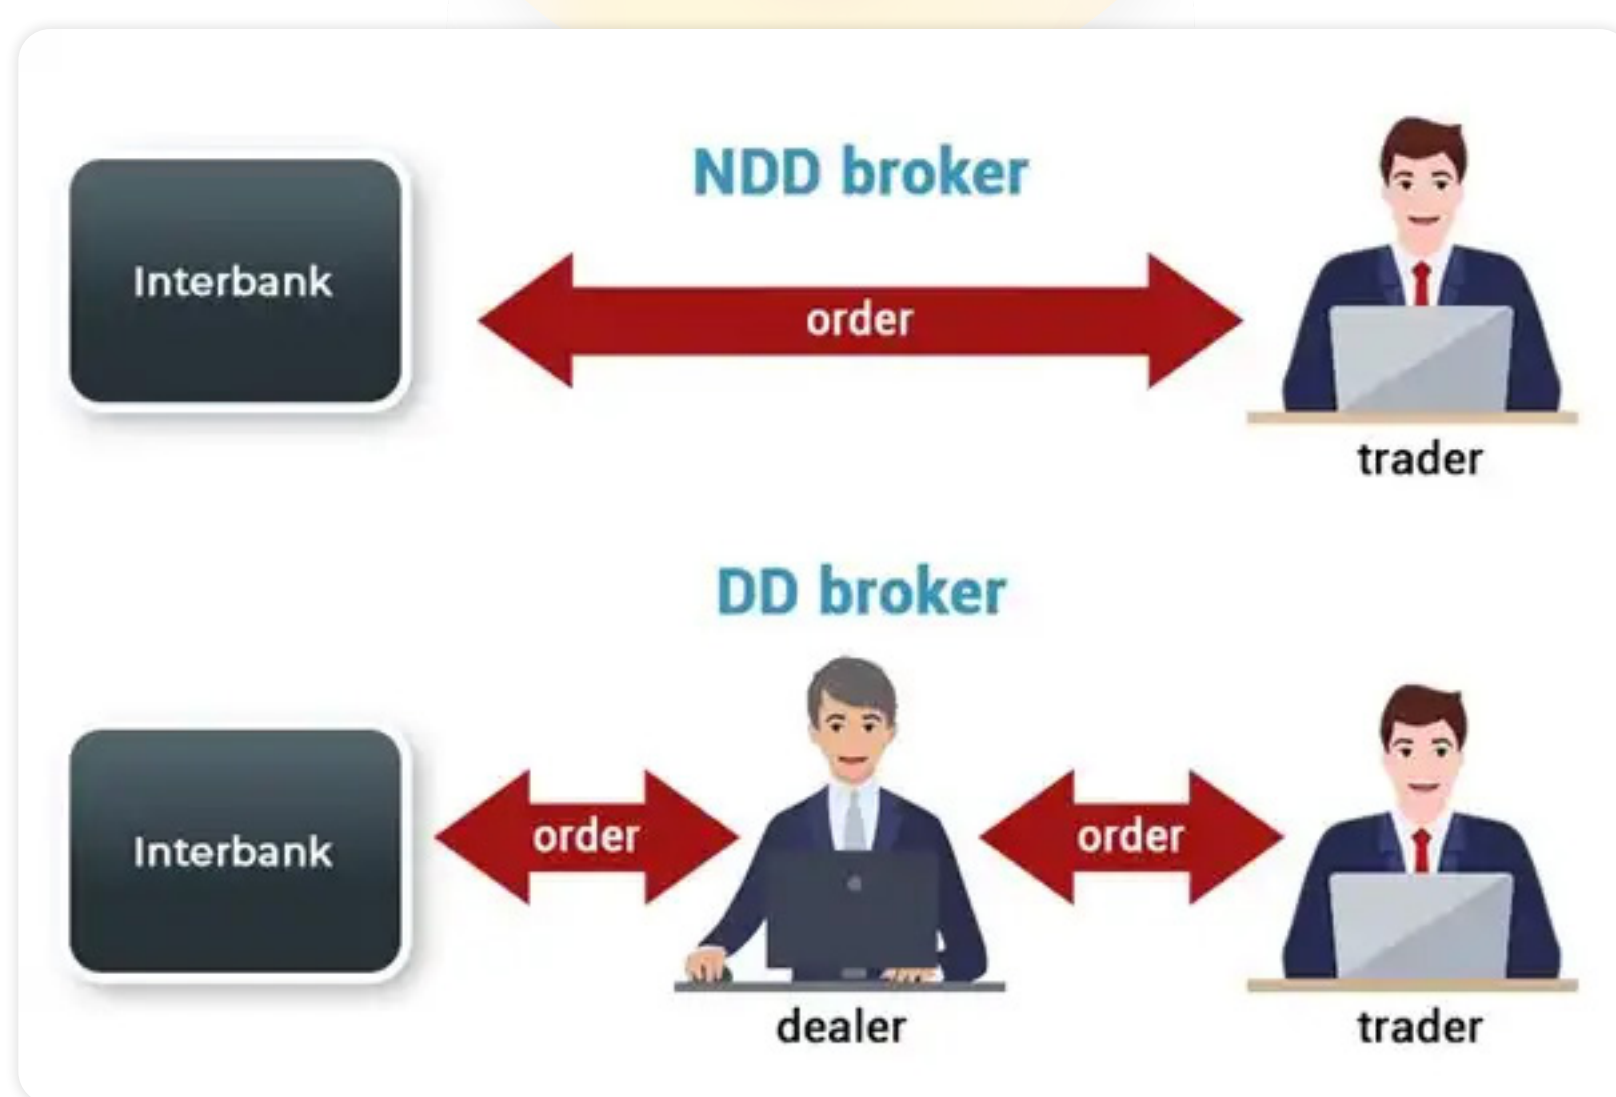 NDD broker
Interbank
order
trader
DD broker
Interbank
order
order
dealer
trader